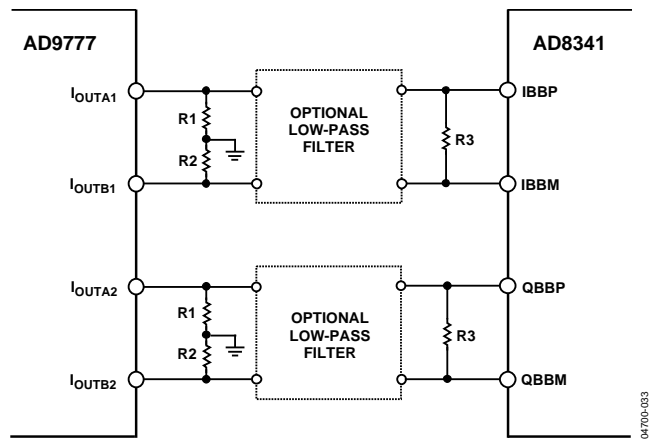 AD9777
AD8341
IOUTA1
IBBP
R1
OPTIONAL
LOW-PASS
FILTER
R3
R2
IOUTB1
IBBM
IOUTA2
QBBP
R1
OPTIONAL
LOW-PASS
FILTER
R3
R2
IOUTB2
QBBM
04700-033